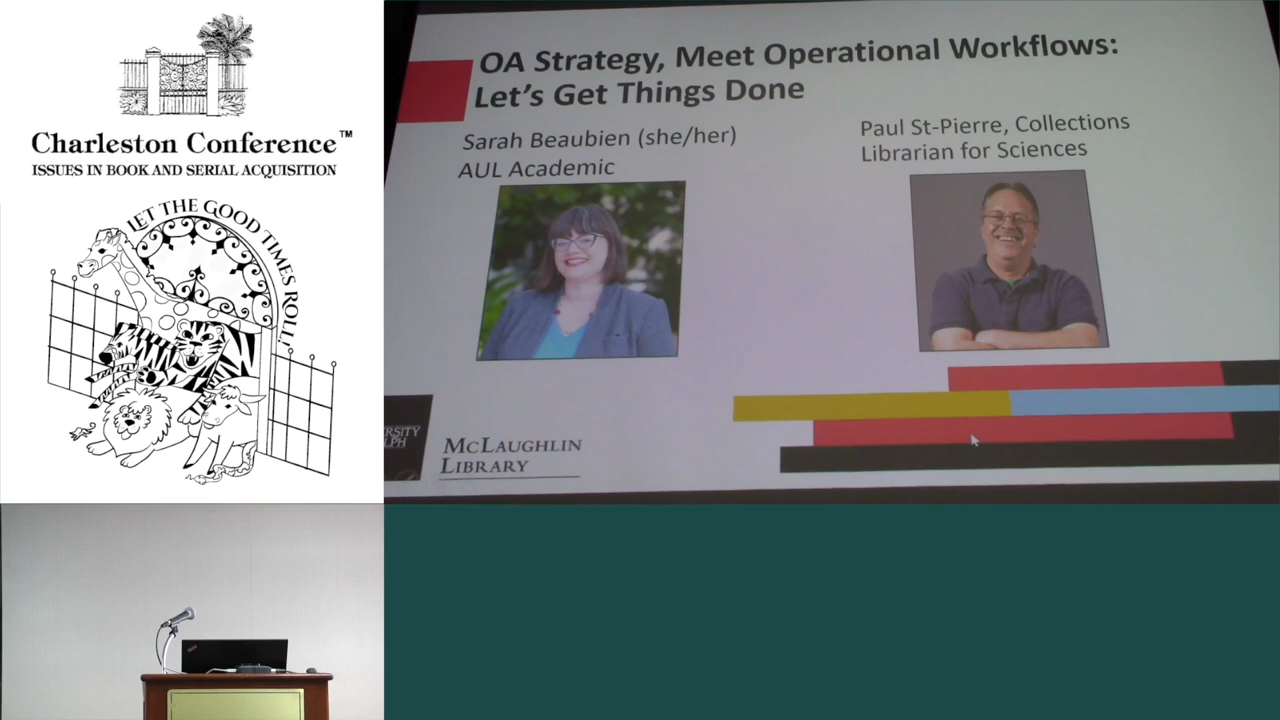 Charleston Conference™
ISSUES IN BOOK AND SERIAL ACQUISITION
LET THE GOOD TIMES ROLL!
OA Strategy, Meet Operational Workflows:
Let's Get Things Done
Sarah Beaubien (she/her)
AUL Academic
Paul St-Pierre, Collections
Librarian for Sciences
MCLAUGHLIN
LIBRARY